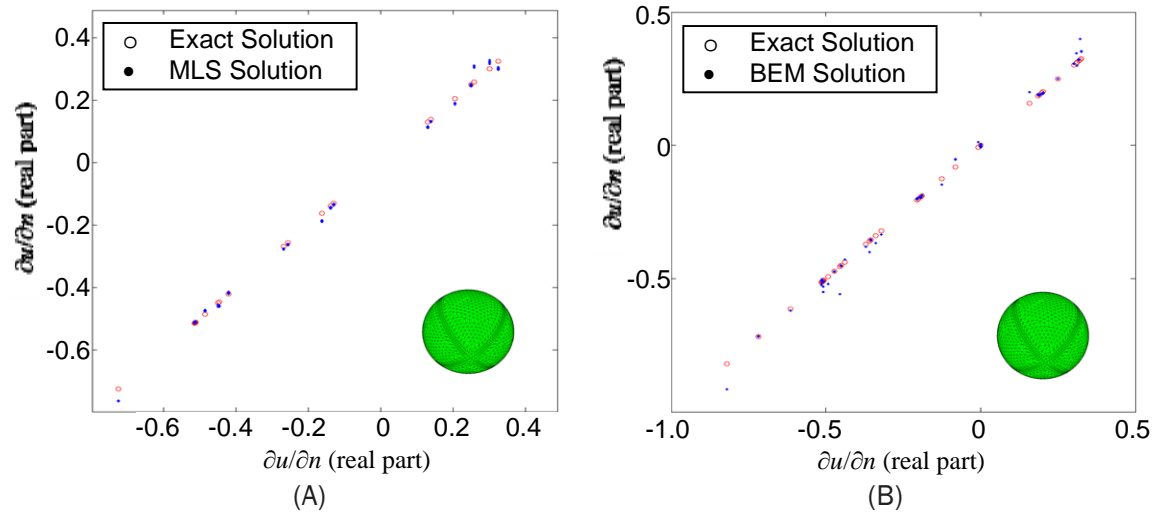 0.4
0.2
0
-0.2
-0.4
-0.6
Exact Solution
MLS Solution
∂u/∂n (real part)
-0.6 -0.4 -0.2 0 0.2 0.4
∂u/∂n (real part)
(A)
0.5
0
-0.5
-1.0
Exact Solution
BEM Solution
∂u/∂n (real part)
-1.0 -0.5 0 0.5
∂u/∂n (real part)
(B)